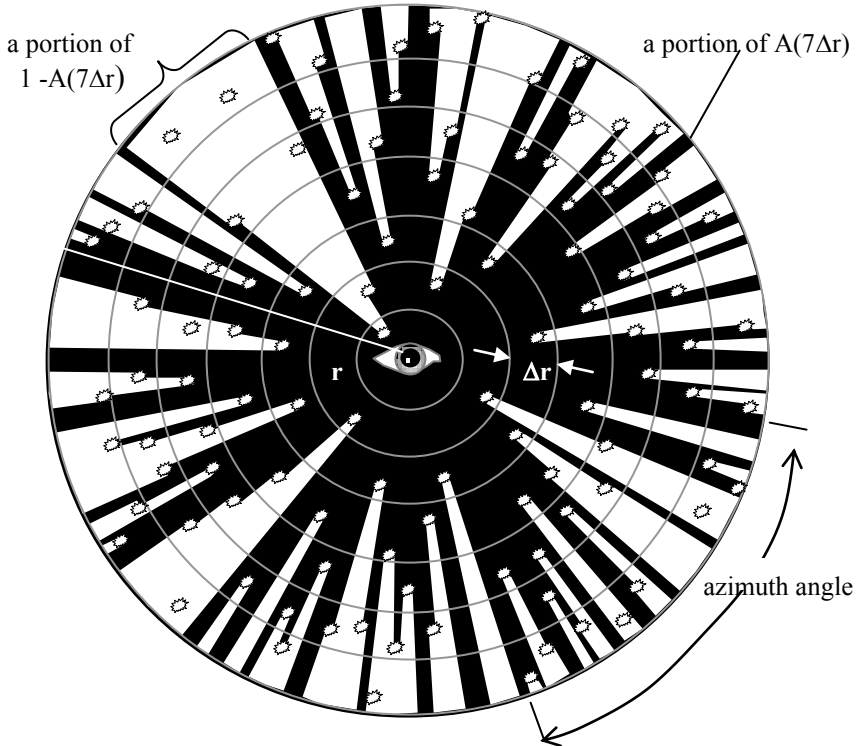 a portion of
1 -A(7Δr)
a portion of A(7Δr)
r
Δr
azimuth angle